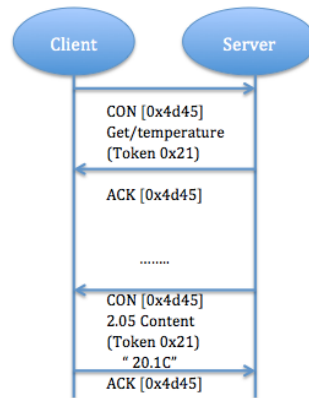 Client
Server
CON [0x4d45]
Get/temperature
(Token 0x21)
ACK [0x4d45]
........
CON [0x4d45]
2.05 Content
(Token 0x21)
“ 20.1C”
ACK [0x4d45]